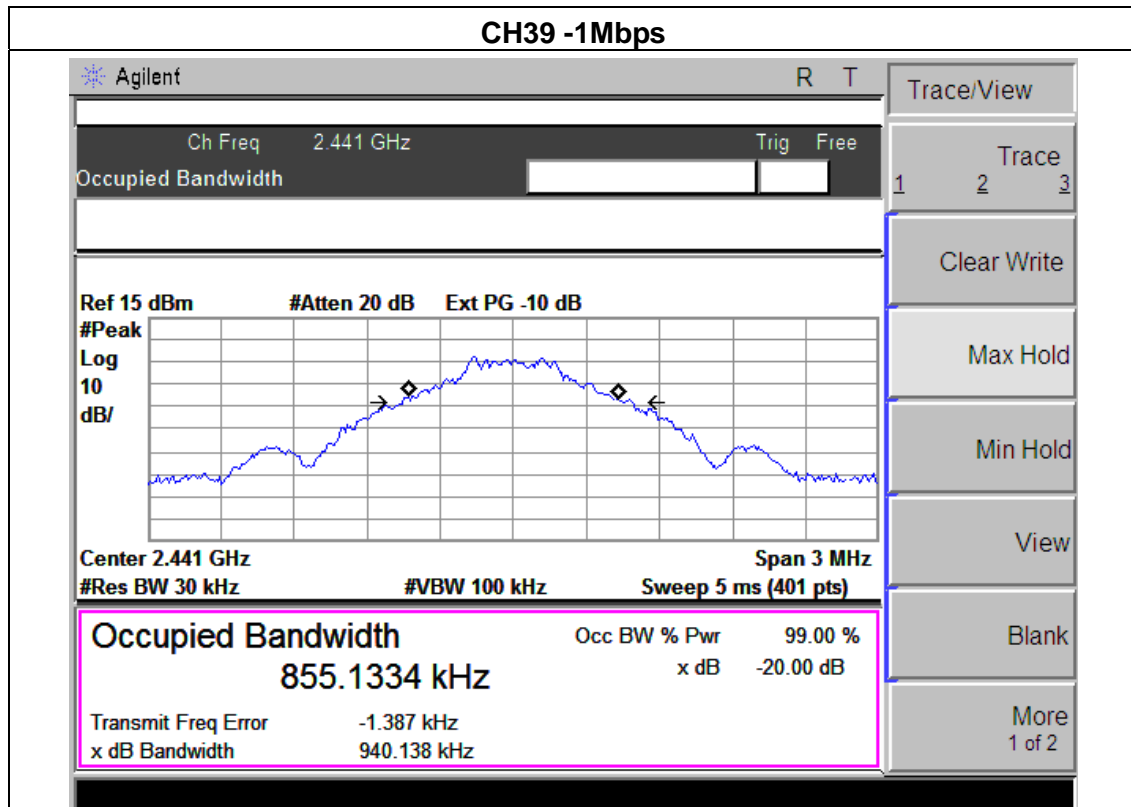 CH39 -1Mbps
Agilent R T
Ch Freq 2.441 GHz Trig Free
Occupied Bandwidth
Ref 15 dBm #Atten 20 dB Ext PG -10 dB
#Peak
Log
10
dB/
Center 2.441 GHz Span 3 MHz
#Res BW 30 kHz #VBW 100 kHz Sweep 5 ms (401 pts)
Occupied Bandwidth Occ BW % Pwr 99.00 %
855.1334 kHz x dB -20.00 dB
Transmit Freq Error -1.387 kHz
x dB Bandwidth 940.138 kHz
Trace/View
Trace
1 2 3
Clear Write
Max Hold
Min Hold
View
Blank
More
1 of 2